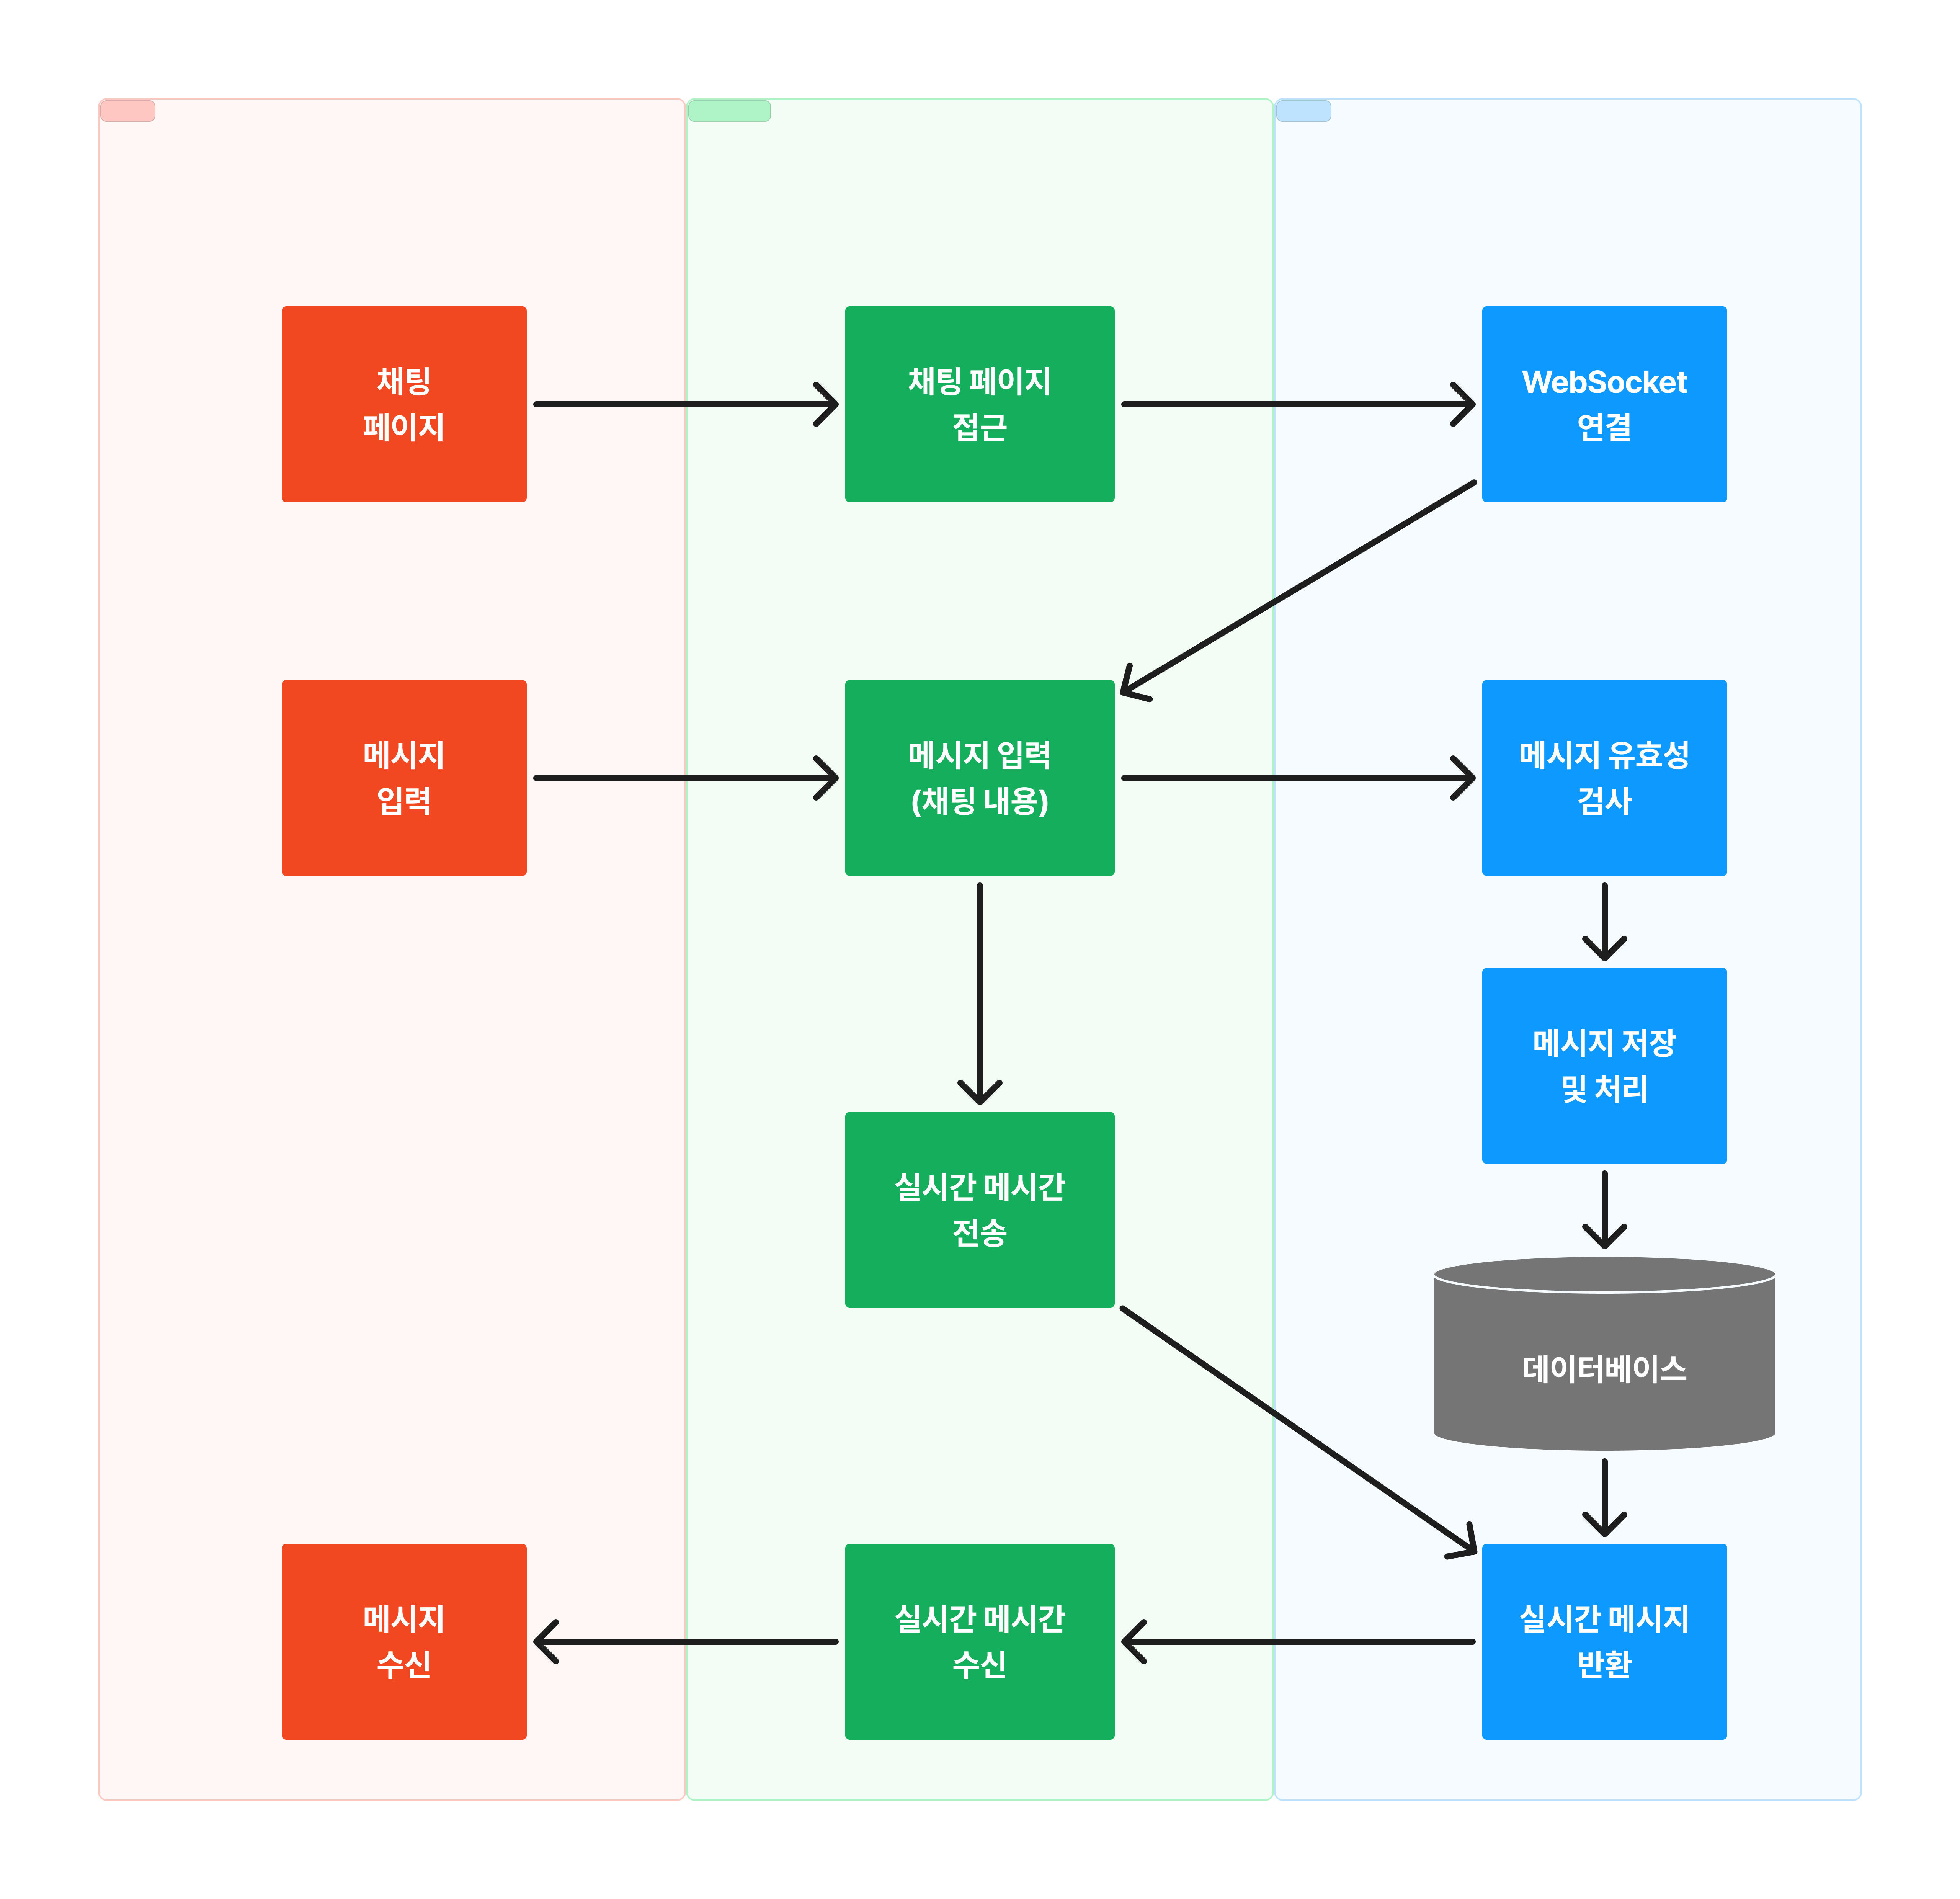 채팅
페이지
채팅 페이지
접근
WebSocket
연결
메시지
입력
메시지 입력
(채팅 내용)
메시지 유효성
검사
메시지 저장
및 처리
실시간 메시간
전송
데이터베이스
메시지
수신
실시간 메시간
수신
실시간 메시지
반환